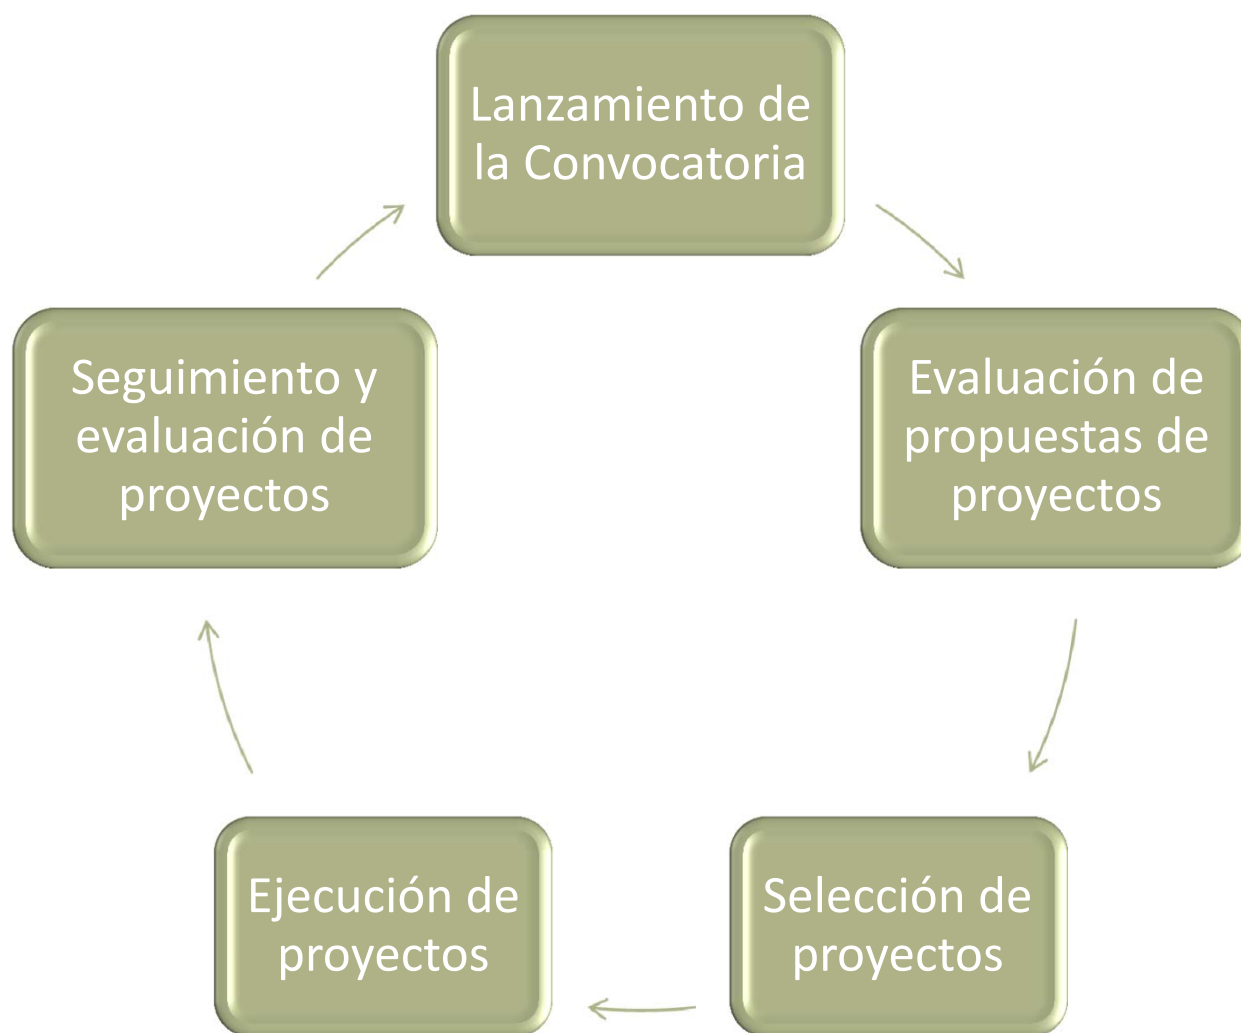 Lanzamiento de
la Convocatoria
Evaluación de
propuestas de
proyectos
Selección de
proyectos
Ejecución de
proyectos
Seguimiento y
evaluación de
proyectos